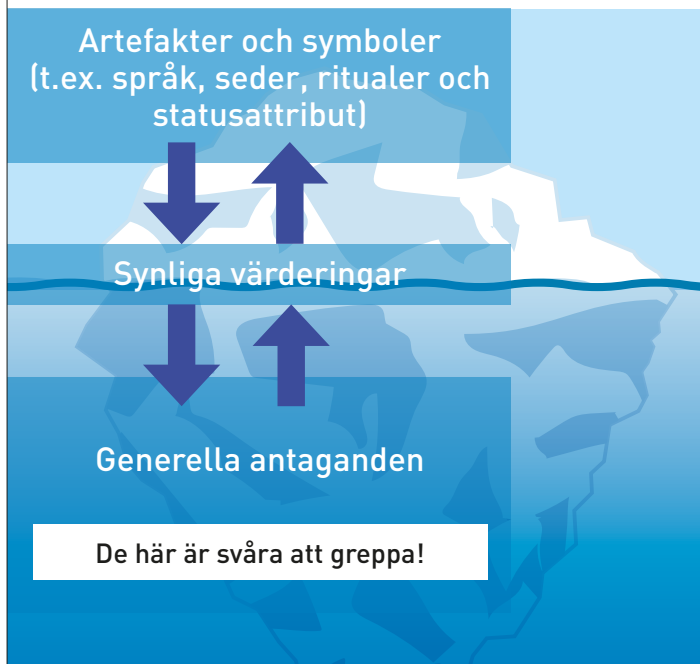 Artefakter och symboler
(t.ex. språk, seder, ritualer och
statusattribut)
Synliga värderingar
Generella antaganden
De här är svåra att greppa!